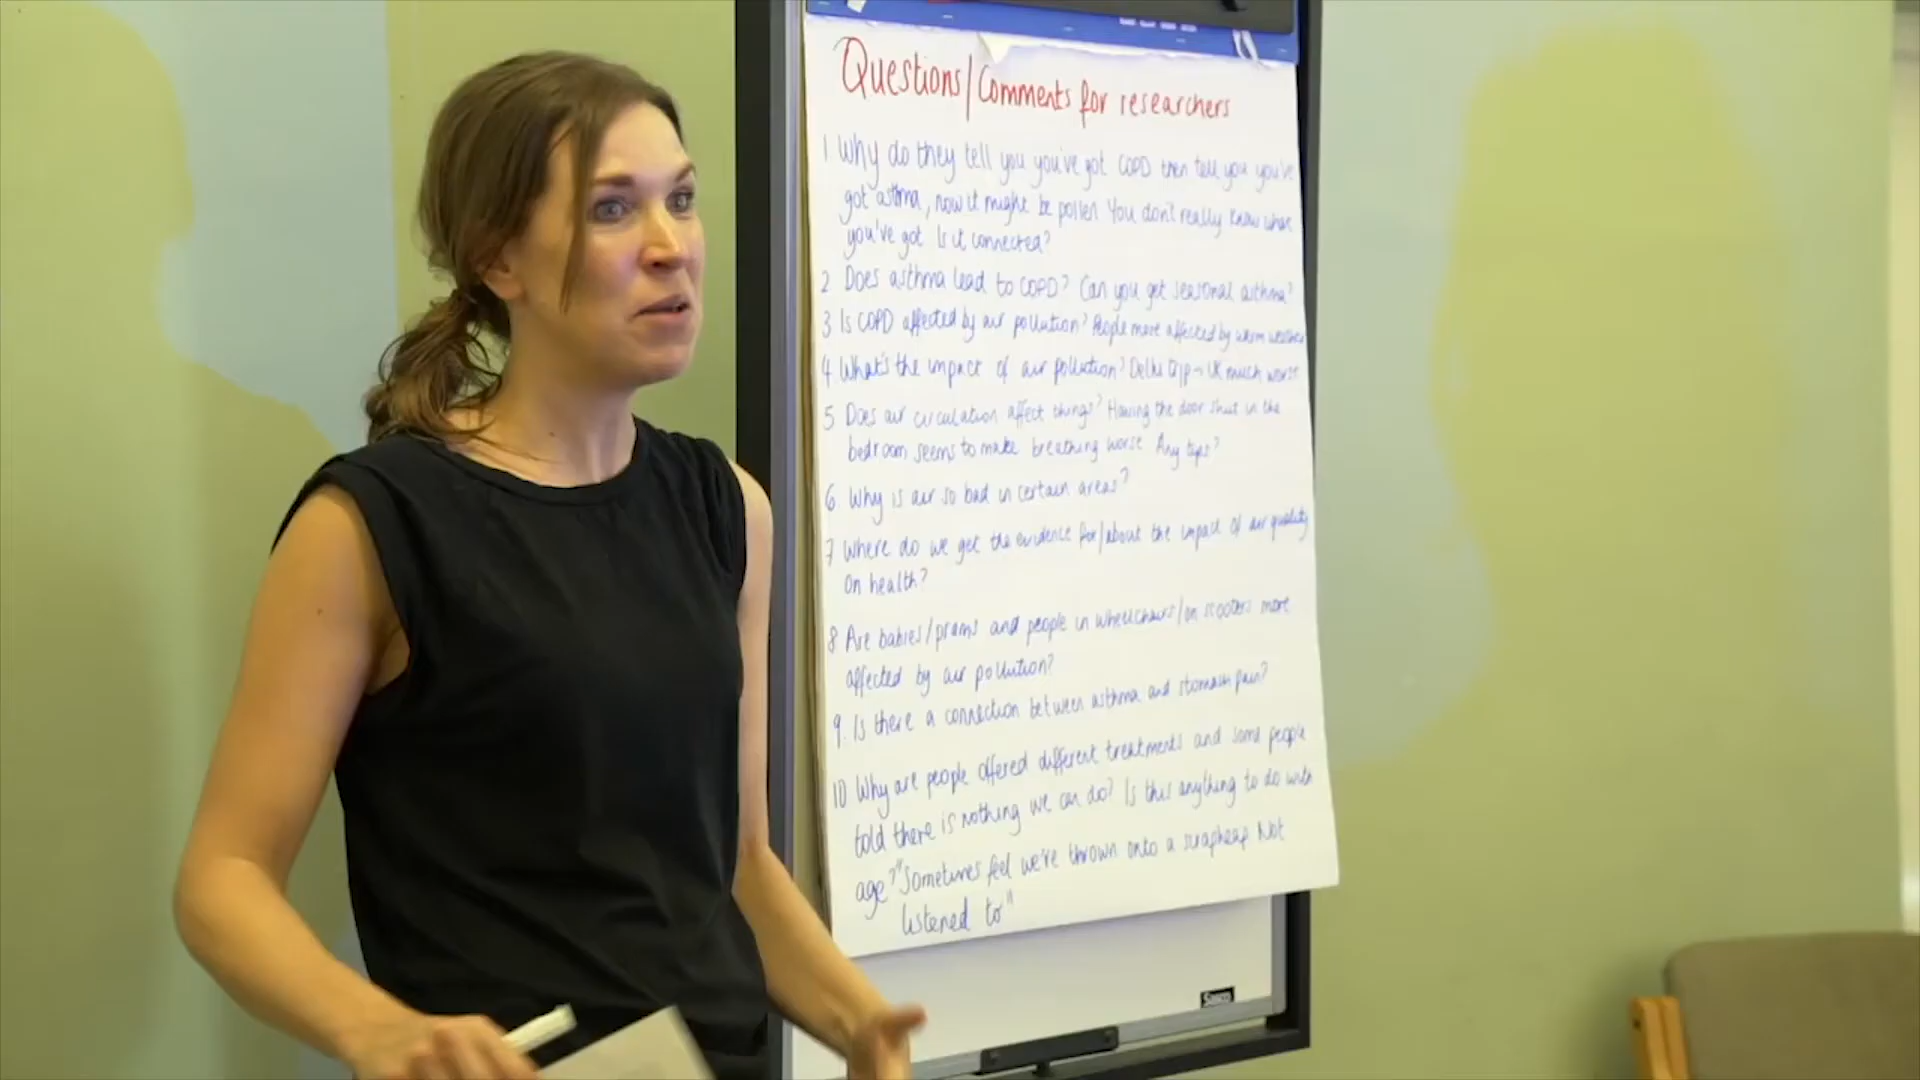 Questions/Comments for researchers
1 Why do they tell you you've got COPD then tell you you've
got asthma, now it might be pollen You don't really know what
you've got Is it connected?
2 Does asthma lead to COPD? Can you get seasonal asthma?
3 Is COPD affected by air pollution? People more affected by warm weather
4 What's the impact of air pollution? Delhi trip - UK much worse
5 Does air circulation affect things? Having the door shut in the
bedroom seems to make breathing worse Any tips?
6 Why is air so bad in certain areas?
7 Where do we get the evidence for/about the impact of air quality
on health?
8 Are babies/prams and people in wheelchairs/on scooters more
affected by air pollution?
9. Is there a connection between asthma and stomach pain?
10 Why are people offered different treatments and some people
told there is nothing we can do? Is this anything to do with
age? "Sometimes feel we're thrown onto a scrapheap Not
listened to"